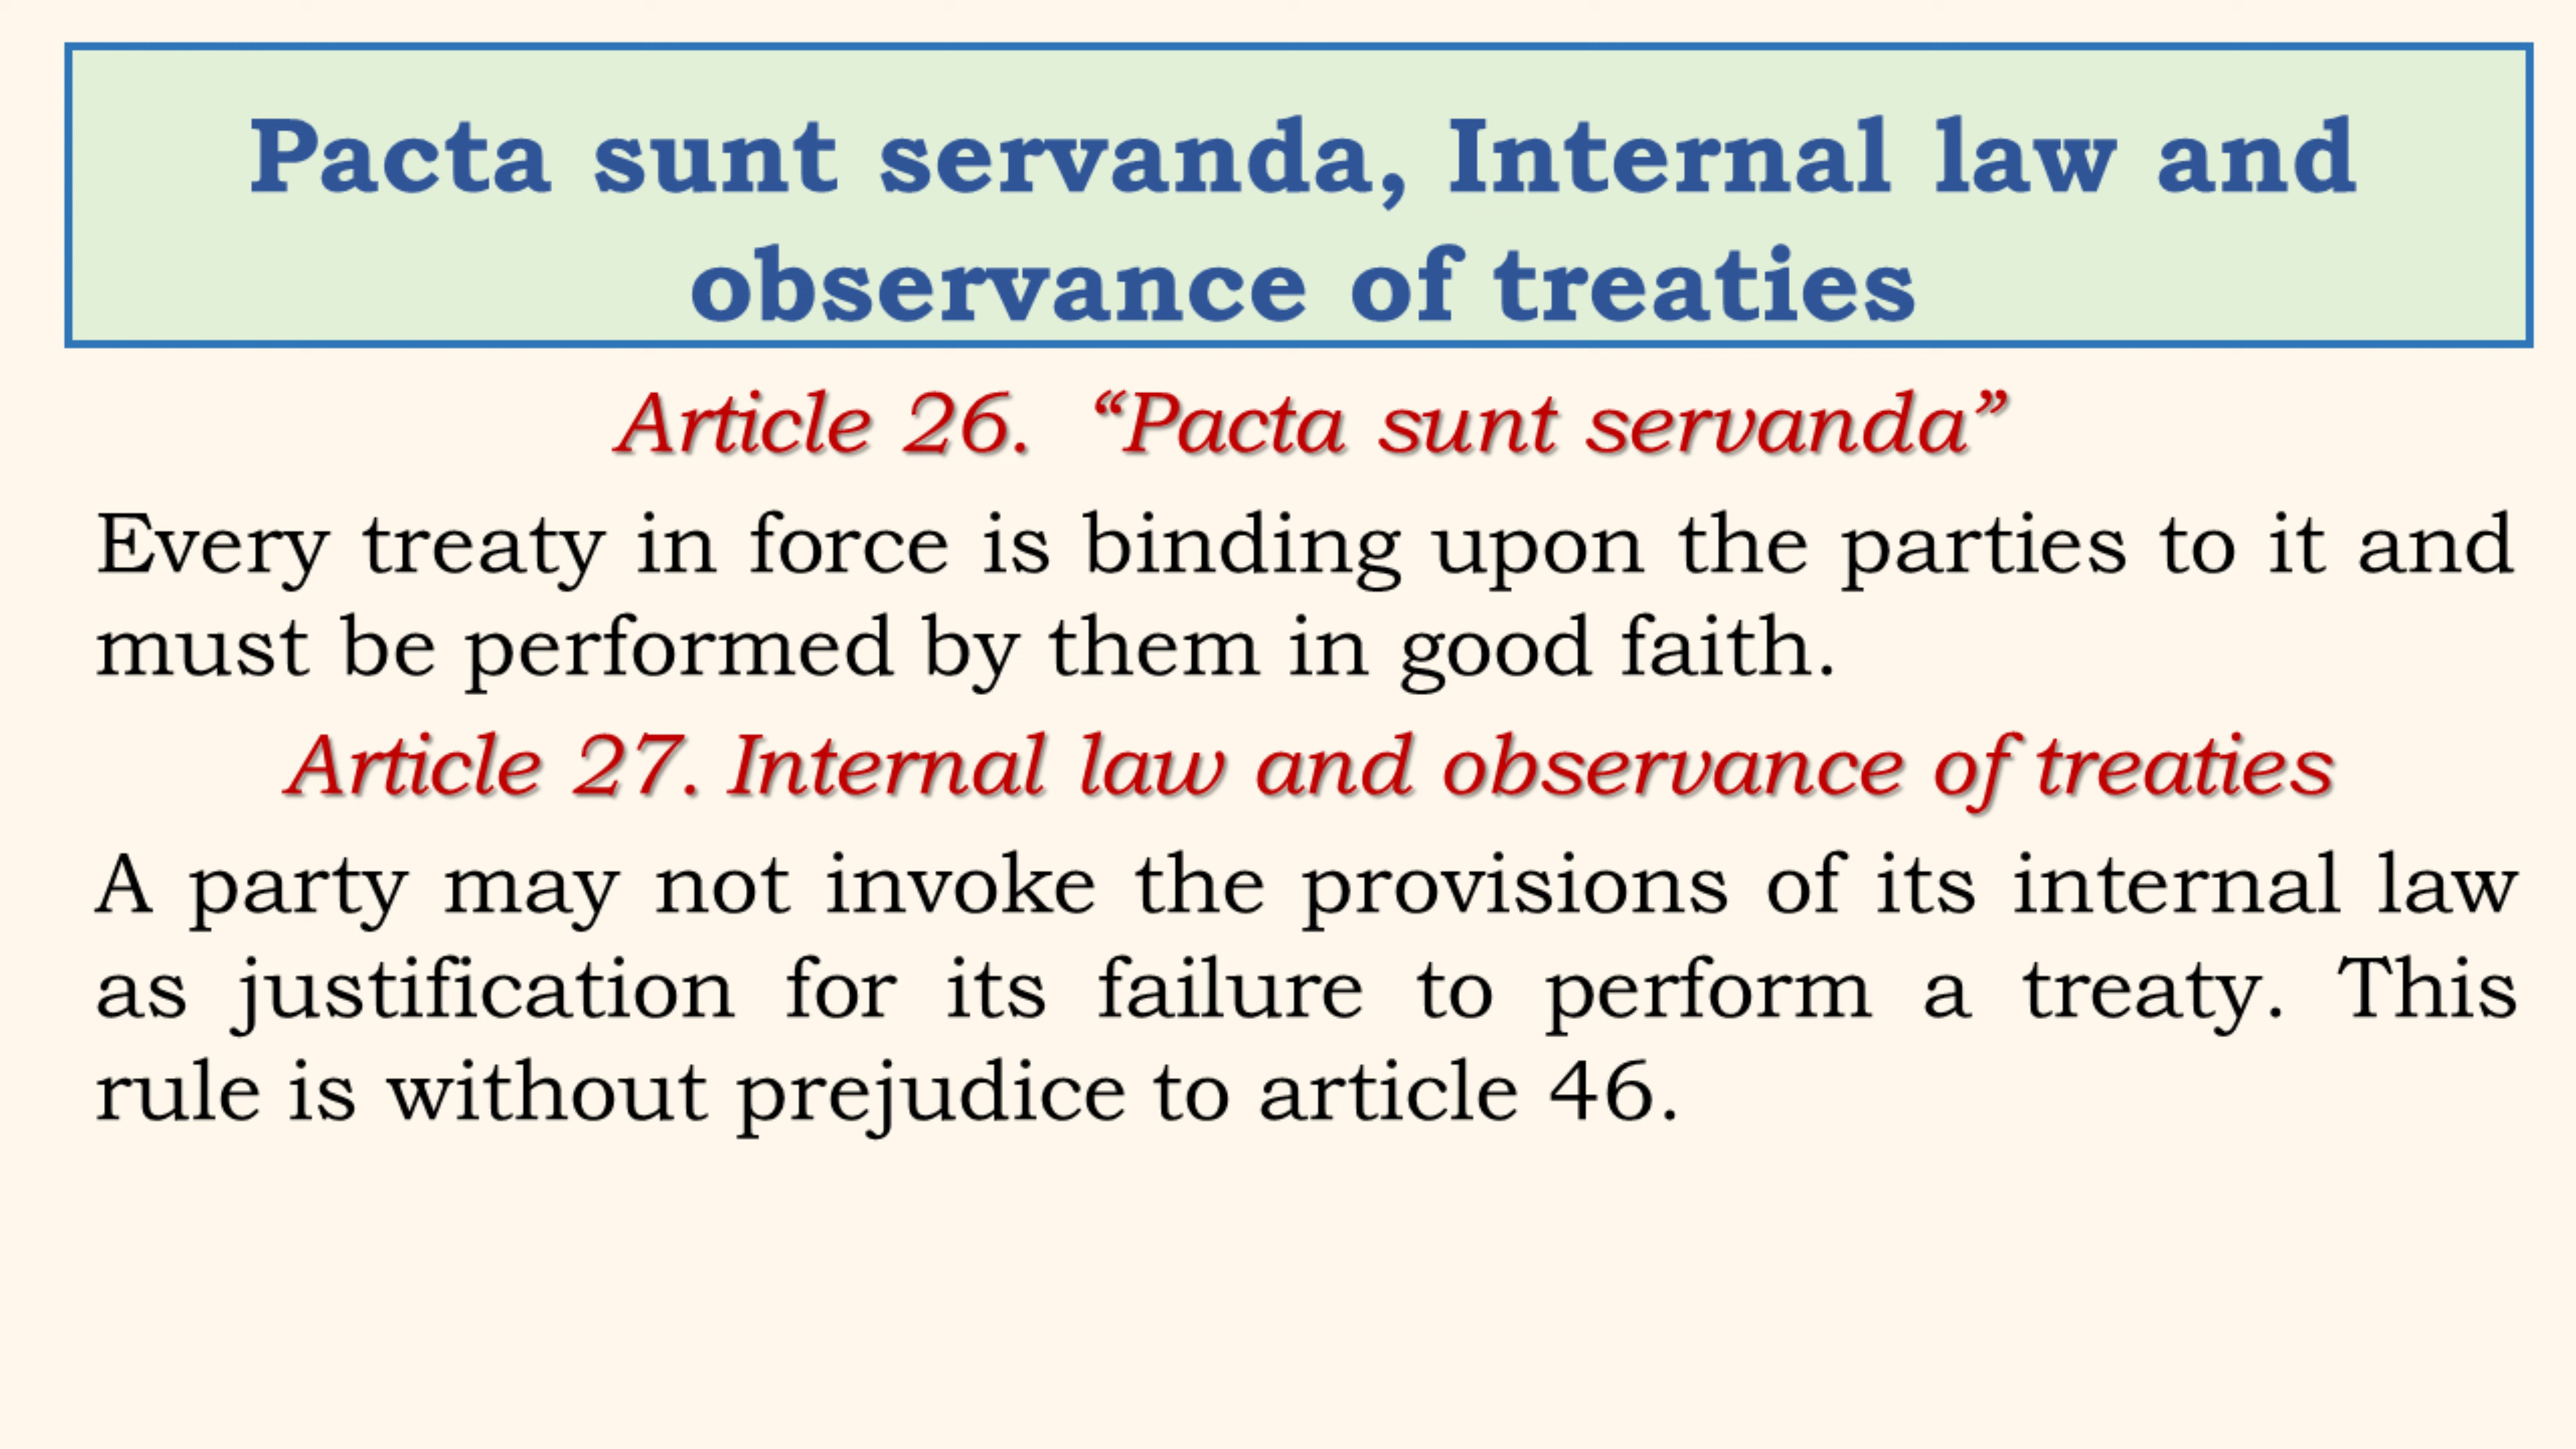 Pacta sunt servanda, Internal law and
observance of treaties
Article 26.  “Pacta sunt servanda”
Every treaty in force is binding upon the parties to it and
must be performed by them in good faith.
Article 27. Internal law and observance of treaties
A party may not invoke the provisions of its internal law
as justification for its failure to perform a treaty. This
rule is without prejudice to article 46.